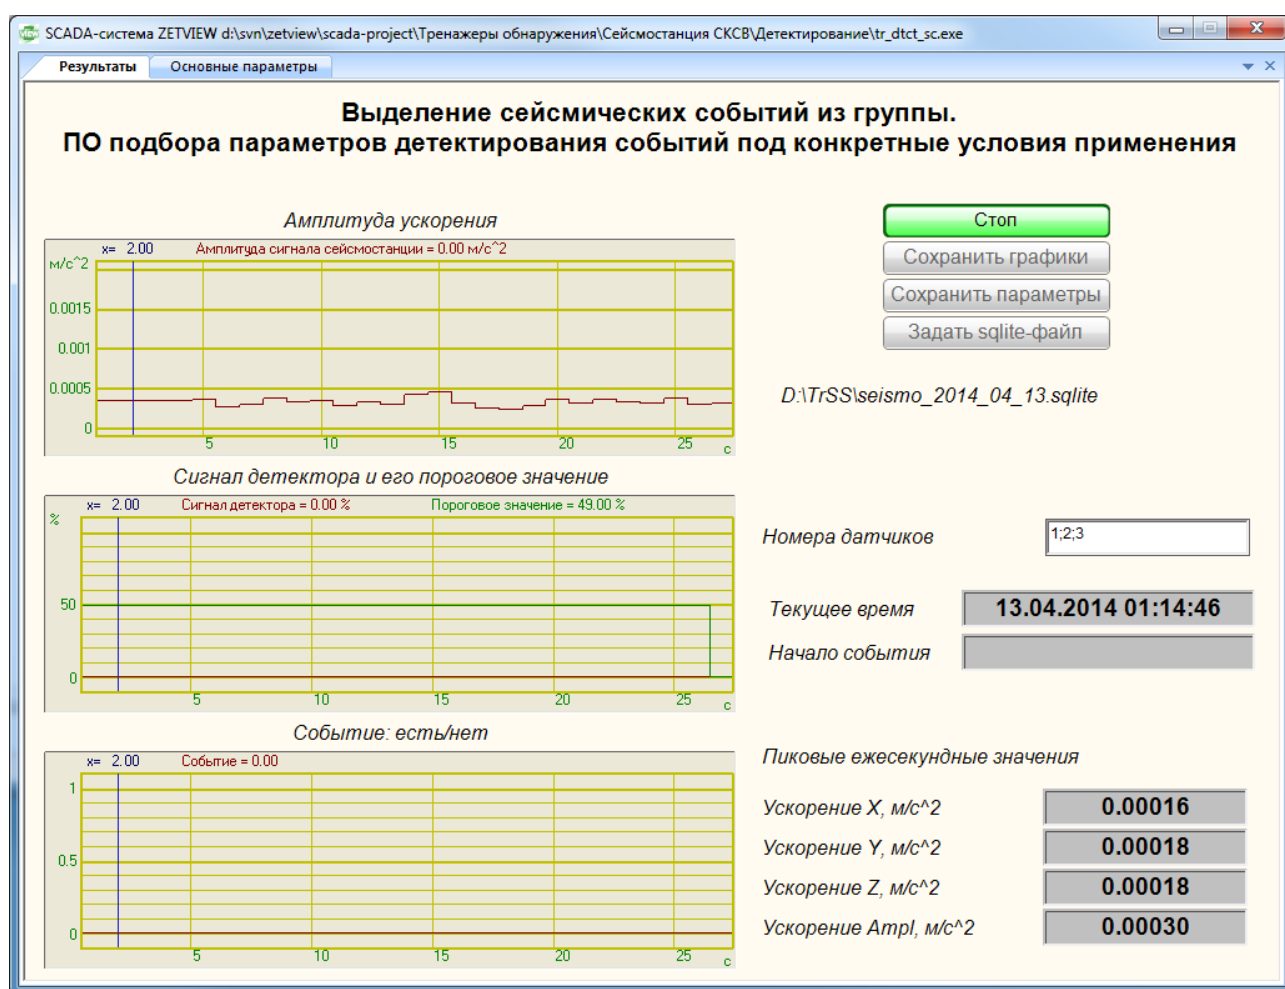 SCADA-система ZETVIEW d:\svn\zetview\scada-project\Тренажеры обнаружения\Сейсмостанция СКСВ\Детектирование\tr_dtct_sc.exe
Результаты Основные параметры
Выделение сейсмических событий из группы.
ПО подбора параметров детектирования событий под конкретные условия применения
Амплитуда ускорения
x= 2.00 Амплитуда сигнала сейсмостанции = 0.00 м/с^2
м/с^2
0.0015
0.001
0.0005
0
5 10 15 20 25 с
Стоп
Сохранить графики
Сохранить параметры
Задать sqlite-файл
D:\TrSS\seismo_2014_04_13.sqlite
Сигнал детектора и его пороговое значение
x= 2.00 Сигнал детектора = 0.00 % Пороговое значение = 49.00 %
%
50
0
5 10 15 20 25 с
Номера датчиков 1;2;3
Текущее время 13.04.2014 01:14:46
Начало события
Событие: есть/нет
x= 2.00 Событие = 0.00
1
0.5
0
5 10 15 20 25 с
Пиковые ежесекундные значения
Ускорение X, м/с^2 0.00016
Ускорение Y, м/с^2 0.00018
Ускорение Z, м/с^2 0.00018
Ускорение Ampl, м/с^2 0.00030